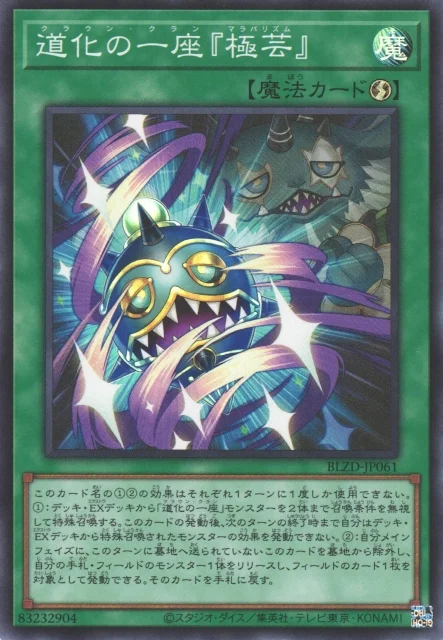 クラウン・クラン マラバリズム
道化の一座『極芸』
魔
【魔法カード】
BLZD-JP061
このカード名の①②の効果はそれぞれ1ターンに1度しか使用できない。
①:デッキ・EXデッキから「道化の一座」モンスターを2体まで召喚条件を無視
して特殊召喚する。このカードの発動後、次のターンの終了時まで自分はデッキ・
EXデッキから特殊召喚されたモンスターの効果を発動できない。②:自分メイン
フェイズに、このターンに墓地へ送られていないこのカードを墓地から除外し、
自分の手札・フィールドのモンスター1体をリリースし、フィールドのカード1枚を
対象として発動できる。そのカードを手札に戻す。
83232904
©スタジオ・ダイス/集英社・テレビ東京・KONAMI